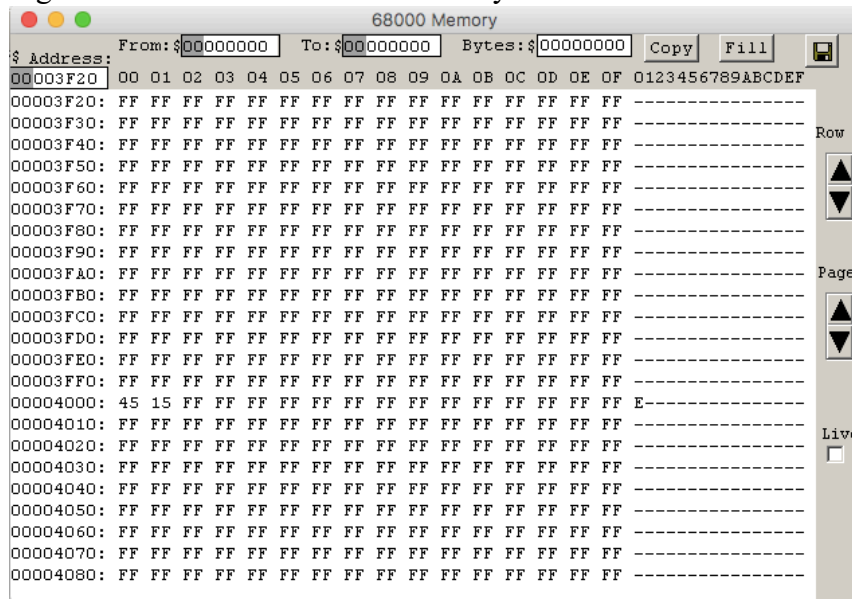 68000 Memory
From:$00000000 To:$00000000 Bytes:$00000000 Copy Fill
$ Address:
00003F20 00 01 02 03 04 05 06 07 08 09 0A 0B 0C 0D 0E 0F 0123456789ABCDEF
00003F20: FF FF FF FF FF FF FF FF FF FF FF FF FF FF FF FF ----------------
00003F30: FF FF FF FF FF FF FF FF FF FF FF FF FF FF FF FF ----------------
Row
00003F40: FF FF FF FF FF FF FF FF FF FF FF FF FF FF FF FF ----------------
00003F50: FF FF FF FF FF FF FF FF FF FF FF FF FF FF FF FF ----------------
00003F60: FF FF FF FF FF FF FF FF FF FF FF FF FF FF FF FF ----------------
00003F70: FF FF FF FF FF FF FF FF FF FF FF FF FF FF FF FF ----------------
00003F80: FF FF FF FF FF FF FF FF FF FF FF FF FF FF FF FF ----------------
00003F90: FF FF FF FF FF FF FF FF FF FF FF FF FF FF FF FF ----------------
00003FA0: FF FF FF FF FF FF FF FF FF FF FF FF FF FF FF FF ----------------
Page
00003FB0: FF FF FF FF FF FF FF FF FF FF FF FF FF FF FF FF ----------------
00003FC0: FF FF FF FF FF FF FF FF FF FF FF FF FF FF FF FF ----------------
00003FD0: FF FF FF FF FF FF FF FF FF FF FF FF FF FF FF FF ----------------
00003FE0: FF FF FF FF FF FF FF FF FF FF FF FF FF FF FF FF ----------------
00003FF0: FF FF FF FF FF FF FF FF FF FF FF FF FF FF FF FF ----------------
00004000: 45 15 FF FF FF FF FF FF FF FF FF FF FF FF FF FF E---------------
00004010: FF FF FF FF FF FF FF FF FF FF FF FF FF FF FF FF ----------------
00004020: FF FF FF FF FF FF FF FF FF FF FF FF FF FF FF FF ----------------
Live
00004030: FF FF FF FF FF FF FF FF FF FF FF FF FF FF FF FF ----------------
00004040: FF FF FF FF FF FF FF FF FF FF FF FF FF FF FF FF ----------------
00004050: FF FF FF FF FF FF FF FF FF FF FF FF FF FF FF FF ----------------
00004060: FF FF FF FF FF FF FF FF FF FF FF FF FF FF FF FF ----------------
00004070: FF FF FF FF FF FF FF FF FF FF FF FF FF FF FF FF ----------------
00004080: FF FF FF FF FF FF FF FF FF FF FF FF FF FF FF FF ----------------